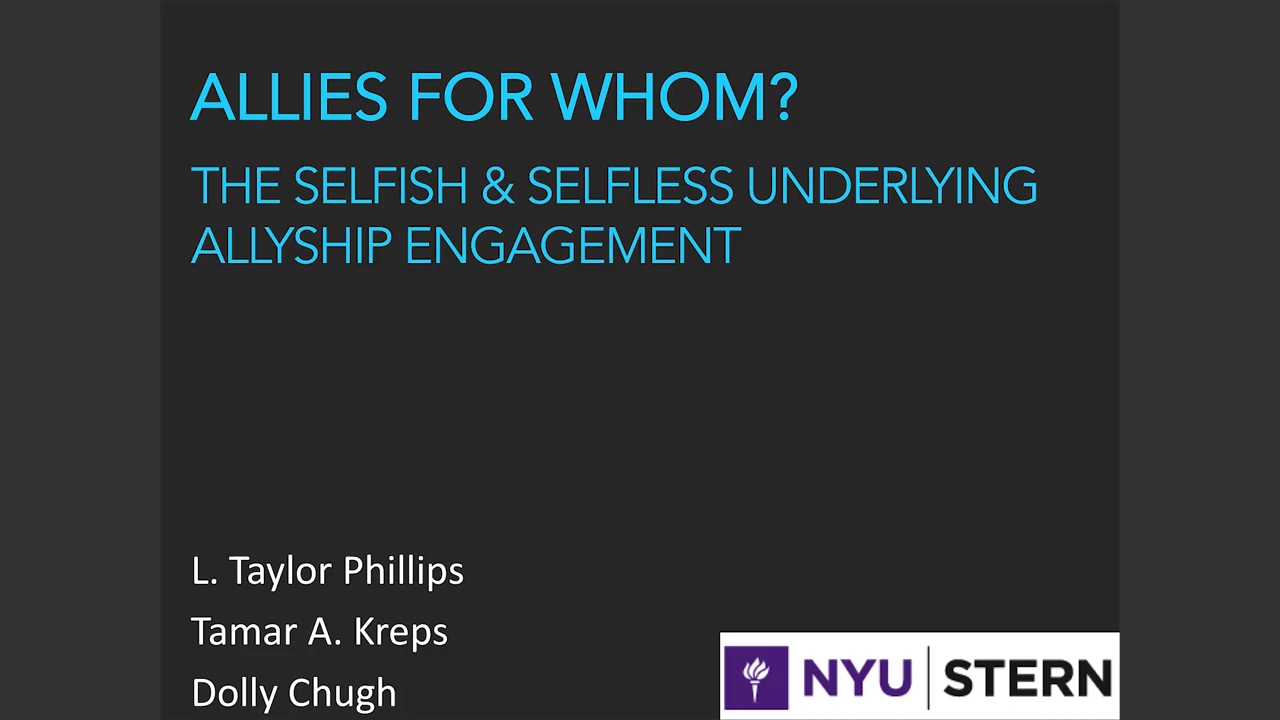 ALLIES FOR WHOM?
THE SELFISH & SELFLESS UNDERLYING
ALLYSHIP ENGAGEMENT
L. Taylor Phillips
Tamar A. Kreps
Dolly Chugh
NYU STERN